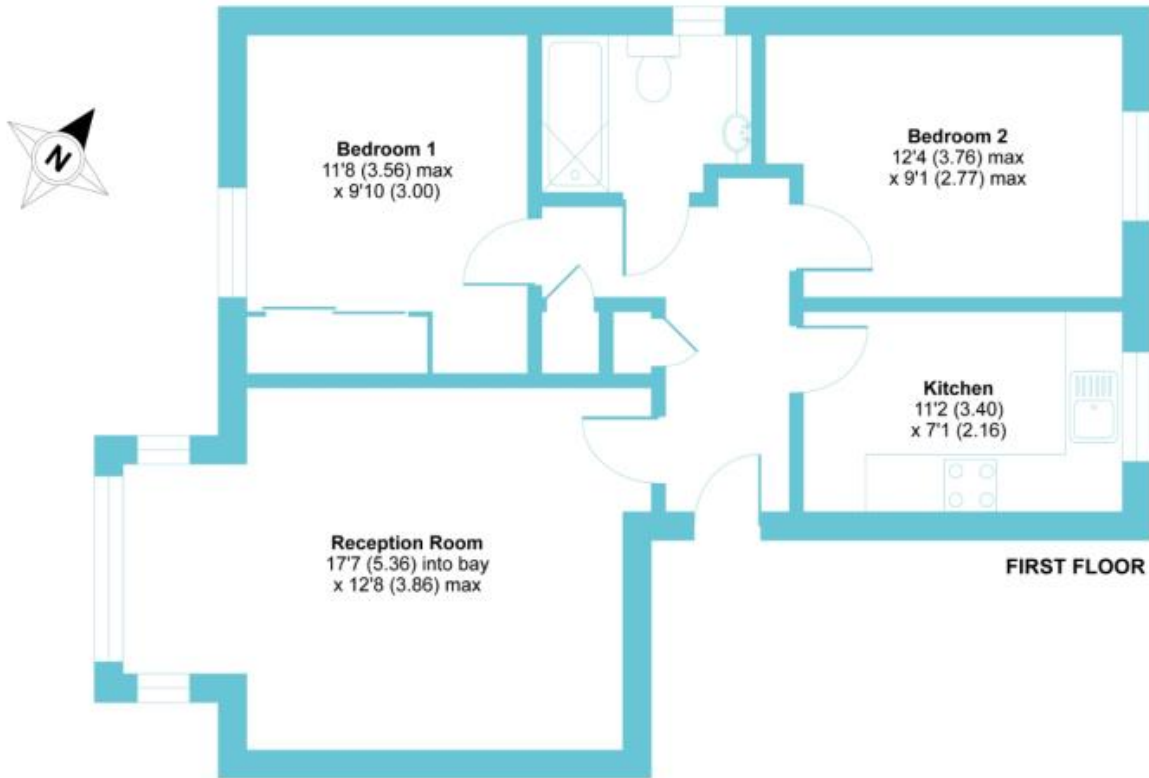 N
Bedroom 1
11'8 (3.56) max
x 9'10 (3.00)
Bedroom 2
12'4 (3.76) max
x 9'1 (2.77) max
Kitchen
11'2 (3.40)
x 7'1 (2.16)
Reception Room
17'7 (5.36) into bay
x 12'8 (3.86) max
FIRST FLOOR